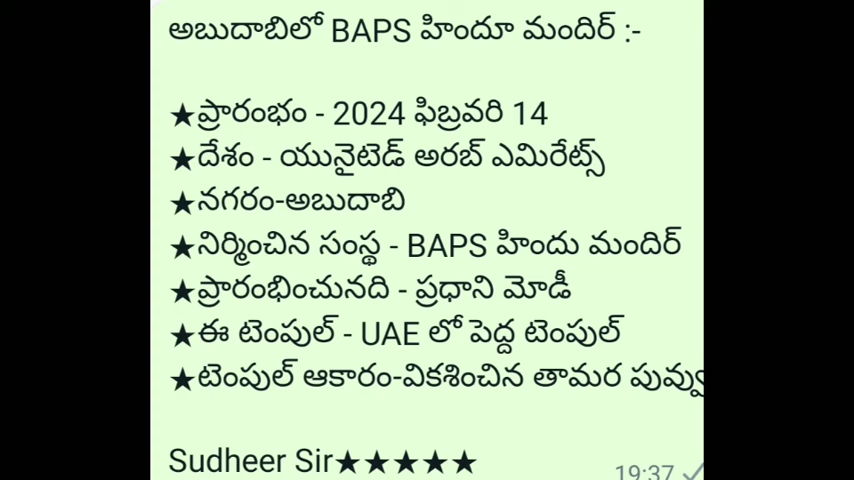 అబుదాబిలో BAPS హిందూ మందిర్ :-
★ప్రారంభం - 2024 ఫిబ్రవరి 14
★దేశం - యునైటెడ్ అరబ్ ఎమిరేట్స్
★నగరం-అబుదాబి
★నిర్మించిన సంస్థ - BAPS హిందు మందిర్
★ప్రారంభించునది - ప్రధాని మోడీ
★ఈ టెంపుల్ - UAE లో పెద్ద టెంపుల్
★టెంపుల్ ఆకారం-వికశించిన తామర పువ్వు
Sudheer Sir★★★★★
19:37